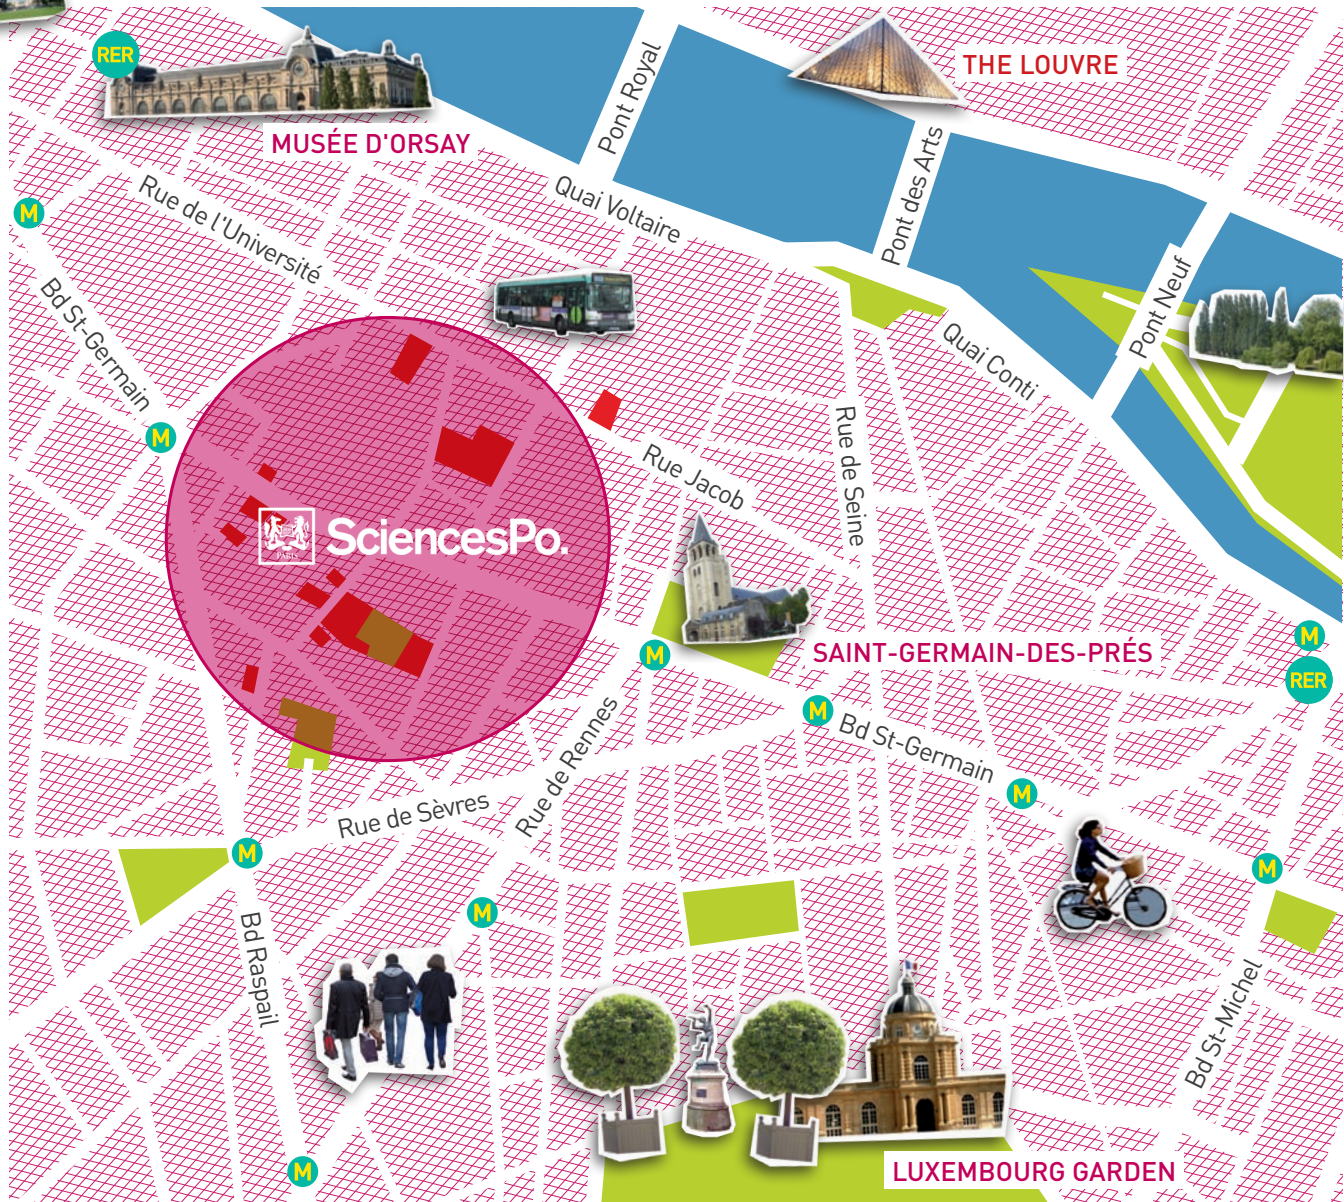 RER
THE LOUVRE
Pont Royal
MUSÉE D'ORSAY
Pont des Arts
Rue de l'Université
Quai Voltaire
M
Pont Neuf
Bd St-Germain
Quai Conti
M
Rue de Seine
Rue Jacob
PARIS
SciencesPo.
M
M
SAINT-GERMAIN-DES-PRÉS
RER
M
Bd St-Germain
Rue de Rennes
M
Rue de Sèvres
M
M
M
Bd Raspail
Bd St-Michel
M
LUXEMBOURG GARDEN